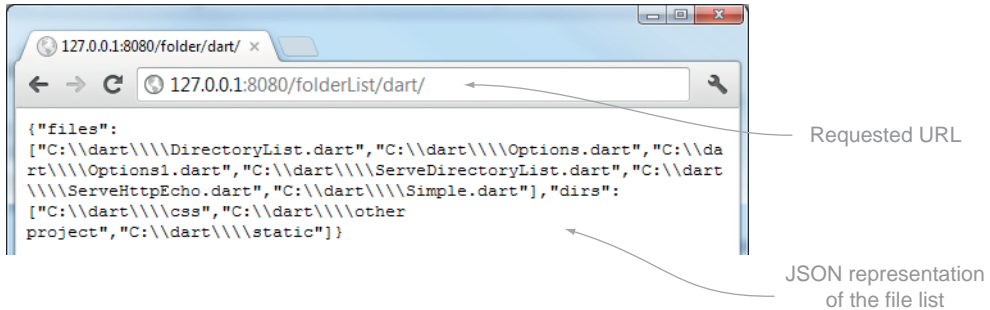 127.0.0.1:8080/folder/dart/
127.0.0.1:8080/folderList/dart/
{"files":
["C:\\dart\\\\DirectoryList.dart","C:\\dart\\\\Options.dart","C:\\da
rt\\\\Options1.dart","C:\\dart\\\\ServeDirectoryList.dart","C:\\dart
\\\\ServeHttpEcho.dart","C:\\dart\\\\Simple.dart"],"dirs":
["C:\\dart\\\\css","C:\\dart\\\\other
project","C:\\dart\\\\static"]}
Requested URL
JSON representation
of the file list